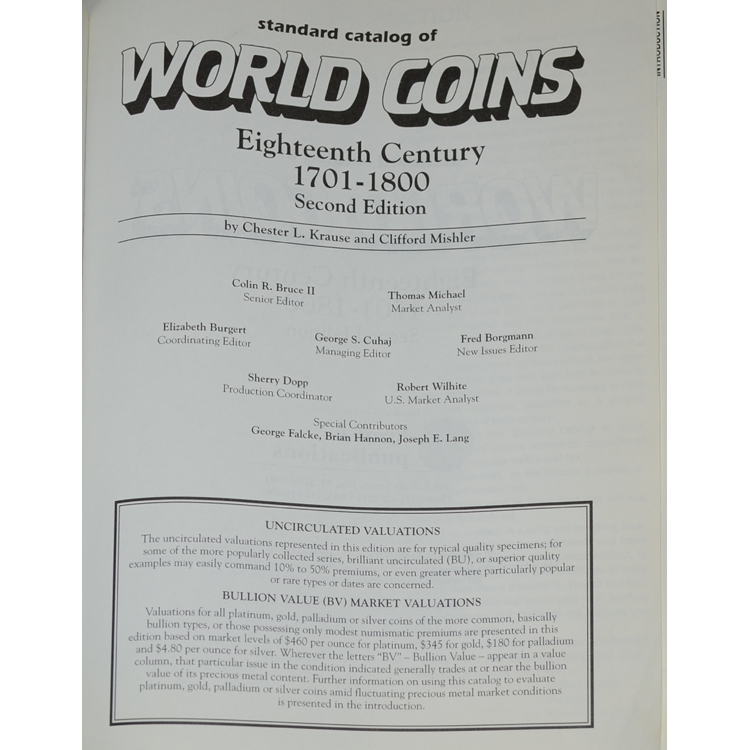 standard catalog of
WORLD COINS
Eighteenth Century
1701-1800
Second Edition
by Chester L. Krause and Clifford Mishler
Colin R. Bruce II
Senior Editor
Thomas Michael
Market Analyst
Elizabeth Burgert
Coordinating Editor
George S. Cuhaj
Managing Editor
Fred Borgmann
New Issues Editor
Sherry Dopp
Production Coordinator
Robert Wilhite
U.S. Market Analyst
Special Contributors
George Falcke, Brian Hannon, Joseph E. Lang
UNCIRCULATED VALUATIONS
The uncirculated valuations represented in this edition are for typical quality specimens; for
some of the more popularly collected series, brilliant uncirculated (BU), or superior quality
examples may easily command 10% to 50% premiums, or even greater where particularly popular
or rare types or dates are concerned.
BULLION VALUE (BV) MARKET VALUATIONS
Valuations for all platinum, gold, palladium or silver coins of the more common, basically
bullion types, or those possessing only modest numismatic premiums are presented in this
edition based on market levels of $460 per ounce for platinum, $345 for gold, $180 for palladium
and $4.80 per ounce for silver. Wherever the letters "BV" – Bullion Value – appear in a value
column, that particular issue in the condition indicated generally trades at or near the bullion
value of its precious metal content. Further information on using this catalog to evaluate
platinum, gold, palladium or silver coins amid fluctuating precious metal market conditions
is presented in the introduction.